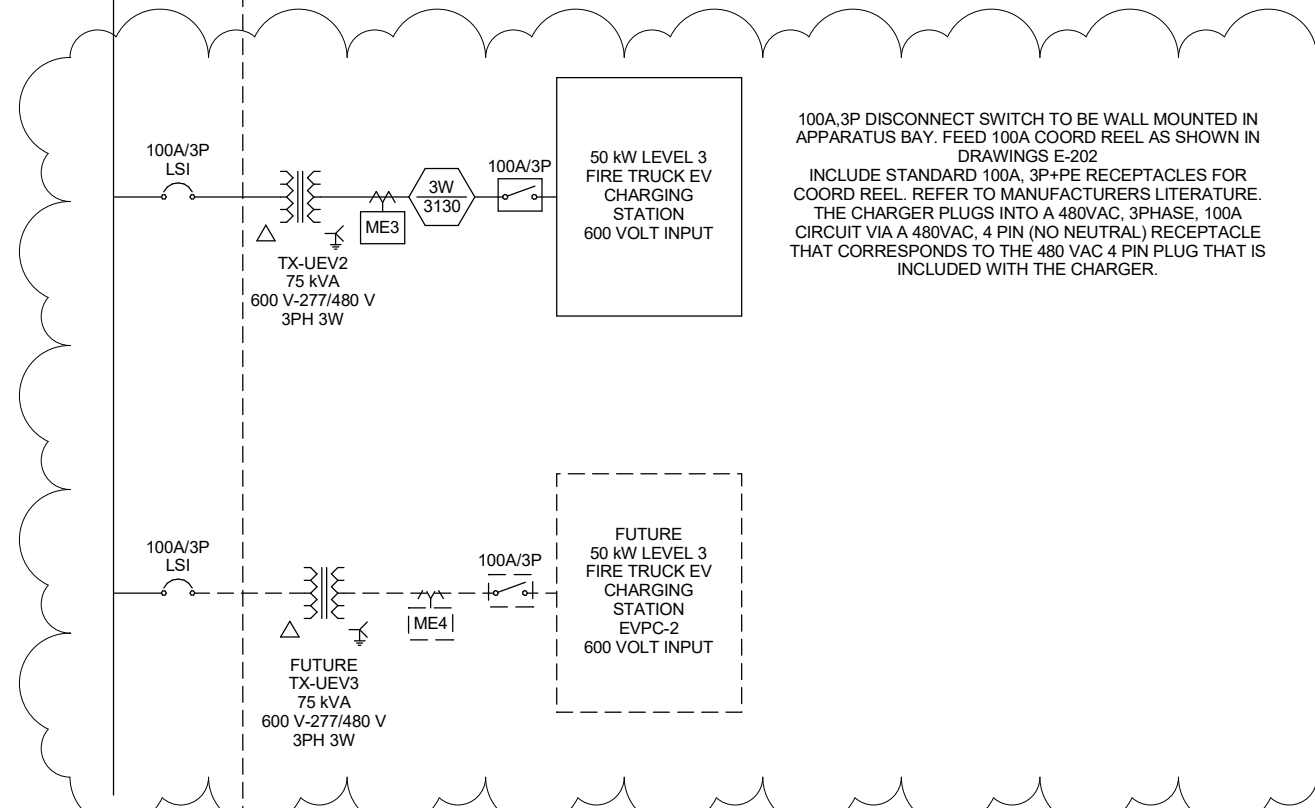 100A/3P
LSI
TX-UEV2
75 kVA
600 V-277/480 V
3PH 3W
ME3
3W
3130
100A/3P
50 kW LEVEL 3
FIRE TRUCK EV
CHARGING
STATION
600 VOLT INPUT
100A,3P DISCONNECT SWITCH TO BE WALL MOUNTED IN
APPARATUS BAY. FEED 100A COORD REEL AS SHOWN IN
DRAWINGS E-202
INCLUDE STANDARD 100A, 3P+PE RECEPTACLES FOR
COORD REEL. REFER TO MANUFACTURERS LITERATURE.
THE CHARGER PLUGS INTO A 480VAC, 3PHASE, 100A
CIRCUIT VIA A 480VAC, 4 PIN (NO NEUTRAL) RECEPTACLE
THAT CORRESPONDS TO THE 480 VAC 4 PIN PLUG THAT IS
INCLUDED WITH THE CHARGER.
100A/3P
LSI
FUTURE
TX-UEV3
75 kVA
600 V-277/480 V
3PH 3W
ME4
100A/3P
FUTURE
50 kW LEVEL 3
FIRE TRUCK EV
CHARGING
STATION
EVPC-2
600 VOLT INPUT